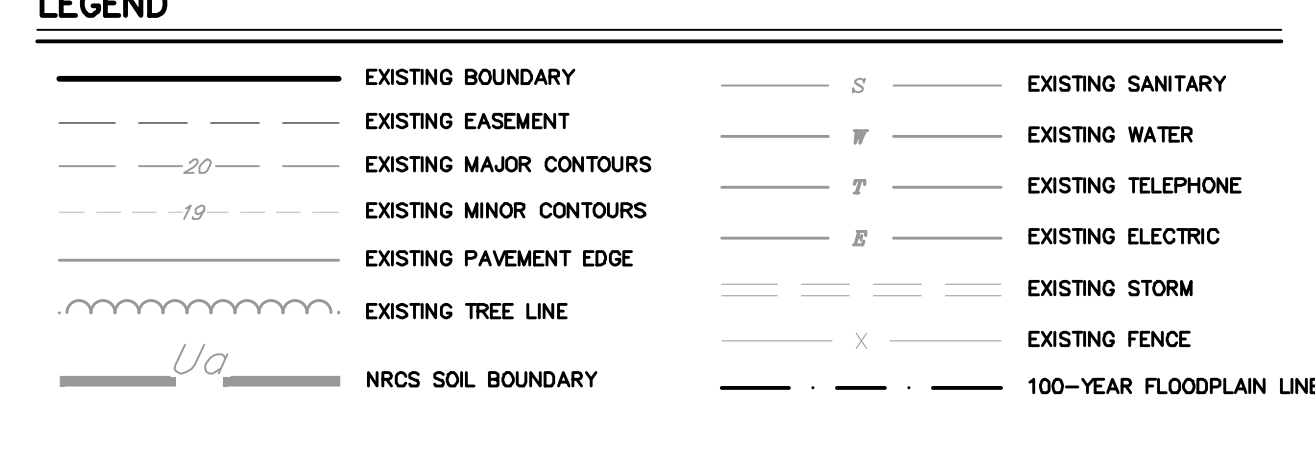 LEGEND
EXISTING BOUNDARY
EXISTING EASEMENT
20 EXISTING MAJOR CONTOURS
19 EXISTING MINOR CONTOURS
EXISTING PAVEMENT EDGE
EXISTING TREE LINE
Ua NRCS SOIL BOUNDARY
S EXISTING SANITARY
W EXISTING WATER
T EXISTING TELEPHONE
E EXISTING ELECTRIC
EXISTING STORM
X EXISTING FENCE
100-YEAR FLOODPLAIN LINE